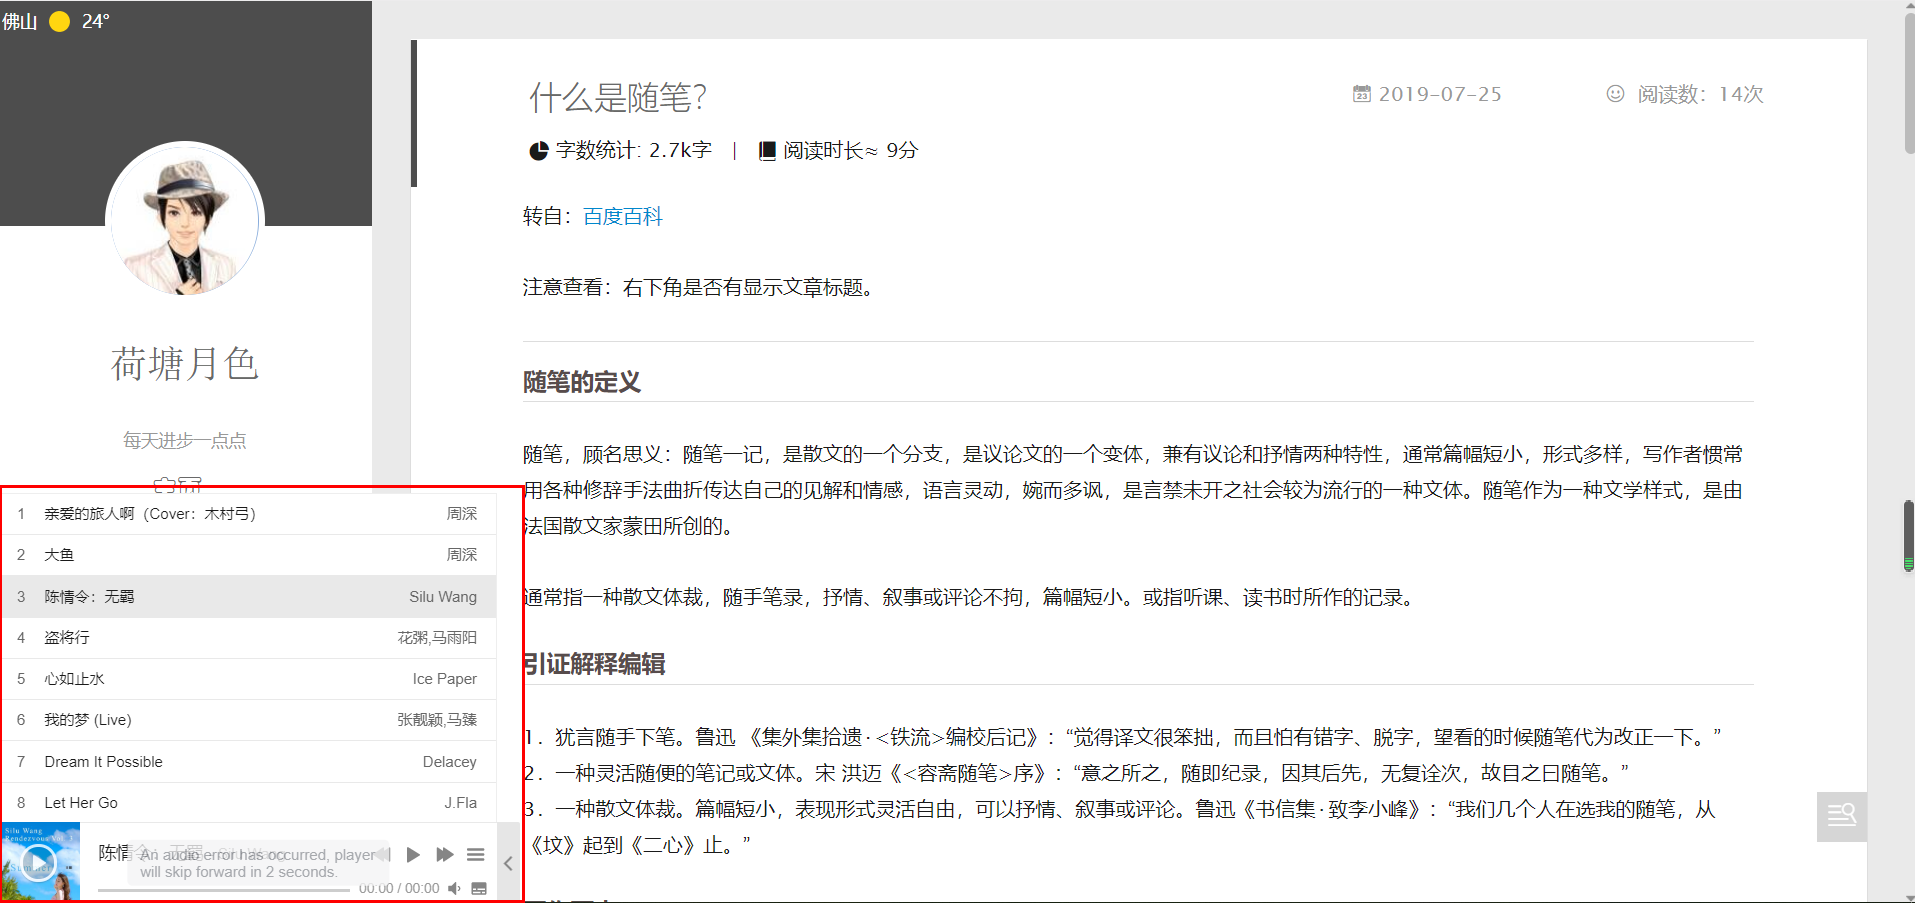 佛山 24°
荷塘月色
每天进步一点点
1 亲爱的旅人啊（Cover：木村弓） 周深
2 大鱼 周深
3 陈情令：无羁 Silu Wang
4 盗将行 花粥,马雨阳
5 心如止水 Ice Paper
6 我的梦 (Live) 张靓颖,马臻
7 Dream It Possible Delacey
8 Let Her Go J.Fla
Silu Wang
Rendezvous Vol. 1
Summer
陈情令：无羁 - Silu Wang
An audio error has occurred, player
will skip forward in 2 seconds.
00:00 / 00:00
什么是随笔？
23 2019-07-25
阅读数：14次
字数统计: 2.7k字 | 阅读时长≈ 9分
转自：百度百科
注意查看：右下角是否有显示文章标题。
随笔的定义
随笔，顾名思义：随笔一记，是散文的一个分支，是议论文的一个变体，兼有议论和抒情两种特性，通常篇幅短小，形式多样，写作者惯常
用各种修辞手法曲折传达自己的见解和情感，语言灵动，婉而多讽，是言禁未开之社会较为流行的一种文体。随笔作为一种文学样式，是由
法国散文家蒙田所创的。
通常指一种散文体裁，随手笔录，抒情、叙事或评论不拘，篇幅短小。或指听课、读书时所作的记录。
引证解释编辑
1．犹言随手下笔。鲁迅 《集外集拾遗·<铁流>编校后记》：“觉得译文很笨拙，而且怕有错字、脱字，望看的时候随笔代为改正一下。”
2．一种灵活随便的笔记或文体。宋 洪迈《<容斋随笔>序》：“意之所之，随即纪录，因其后先，无复诠次，故目之曰随笔。”
3．一种散文体裁。篇幅短小，表现形式灵活自由，可以抒情、叙事或评论。鲁迅《书信集·致李小峰》：“我们几个人在选我的随笔，从
《坟》起到《二心》止。”